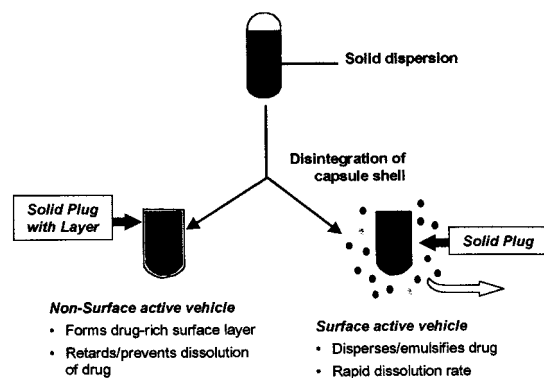 Solid dispersion
Disintegration of
capsule shell
Solid Plug
with Layer
Solid Plug
Non-Surface active vehicle
• Forms drug-rich surface layer
• Retards/prevents dissolution
of drug
Surface active vehicle
• Disperses/emulsifies drug
• Rapid dissolution rate